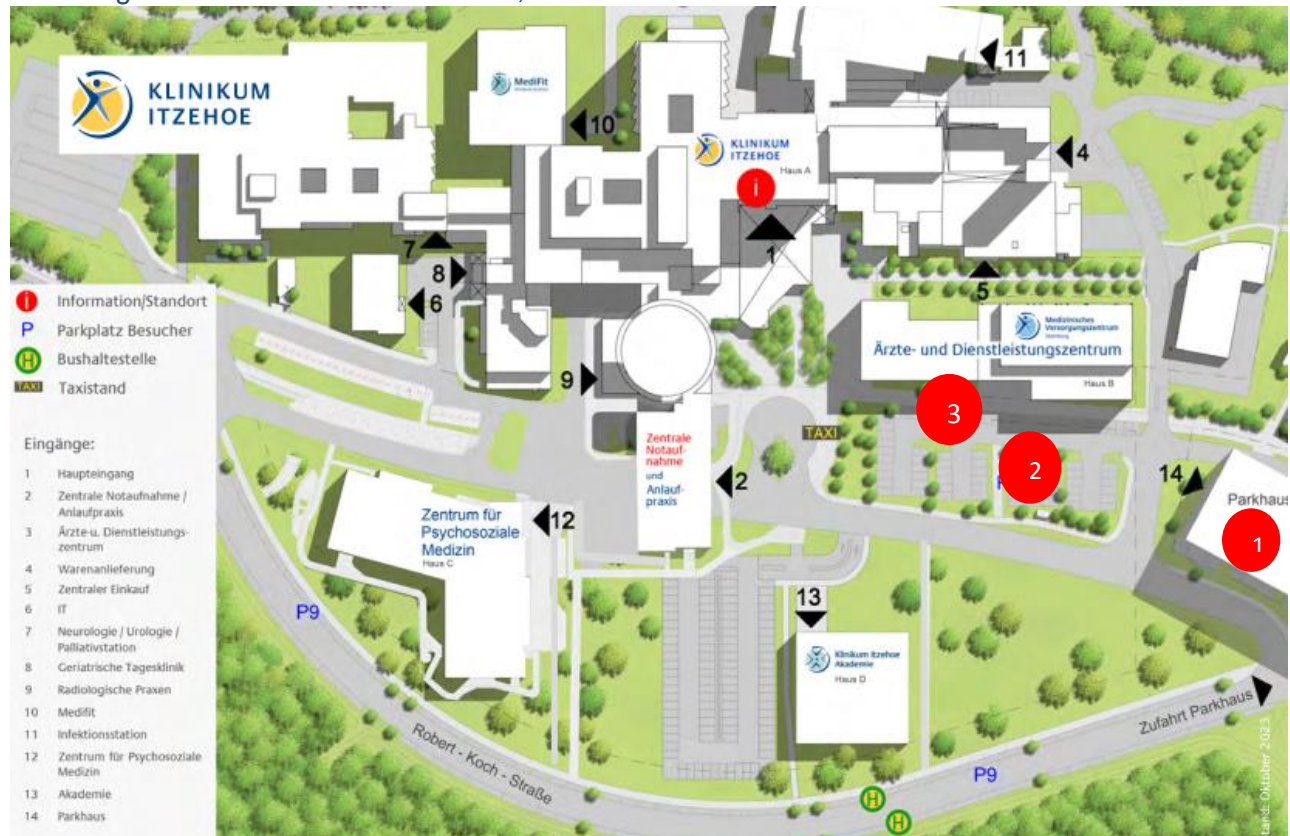 KLINIKUM
ITZEHOE
MediFit
11
10
KLINIKUM
ITZEHOE
Haus A
i
4
1
7
8
6
5
i Information/Standort
P Parkplatz Besucher
H Bushaltestelle
TAXI Taxistand
Medizinisches
Versorgungszentrum
Ärzte- und Dienstleistungszentrum
Haus B
9
3
TAXI
2
14
Parkhaus
1
Zentrale
Notauf-
nahme
und
Anlauf-
praxis
2
Zentrum für
Psychosoziale
Medizin
Haus C
12
13
Klinikum Itzehoe
Akademie
Haus D
P9
Robert - Koch - Straße
P9
Zufahrt Parkhaus
H
H
Eingänge:
1 Haupteingang
2 Zentrale Notaufnahme /
Anlaufpraxis
3 Ärzte-u. Dienstleistungs-
zentrum
4 Warenanlieferung
5 Zentraler Einkauf
6 IT
7 Neurologie / Urologie /
Palliativstation
8 Geriatrische Tagesklinik
9 Radiologische Praxen
10 Medifit
11 Infektionsstation
12 Zentrum für Psychosoziale
Medizin
13 Akademie
14 Parkhaus
Oktober 2023